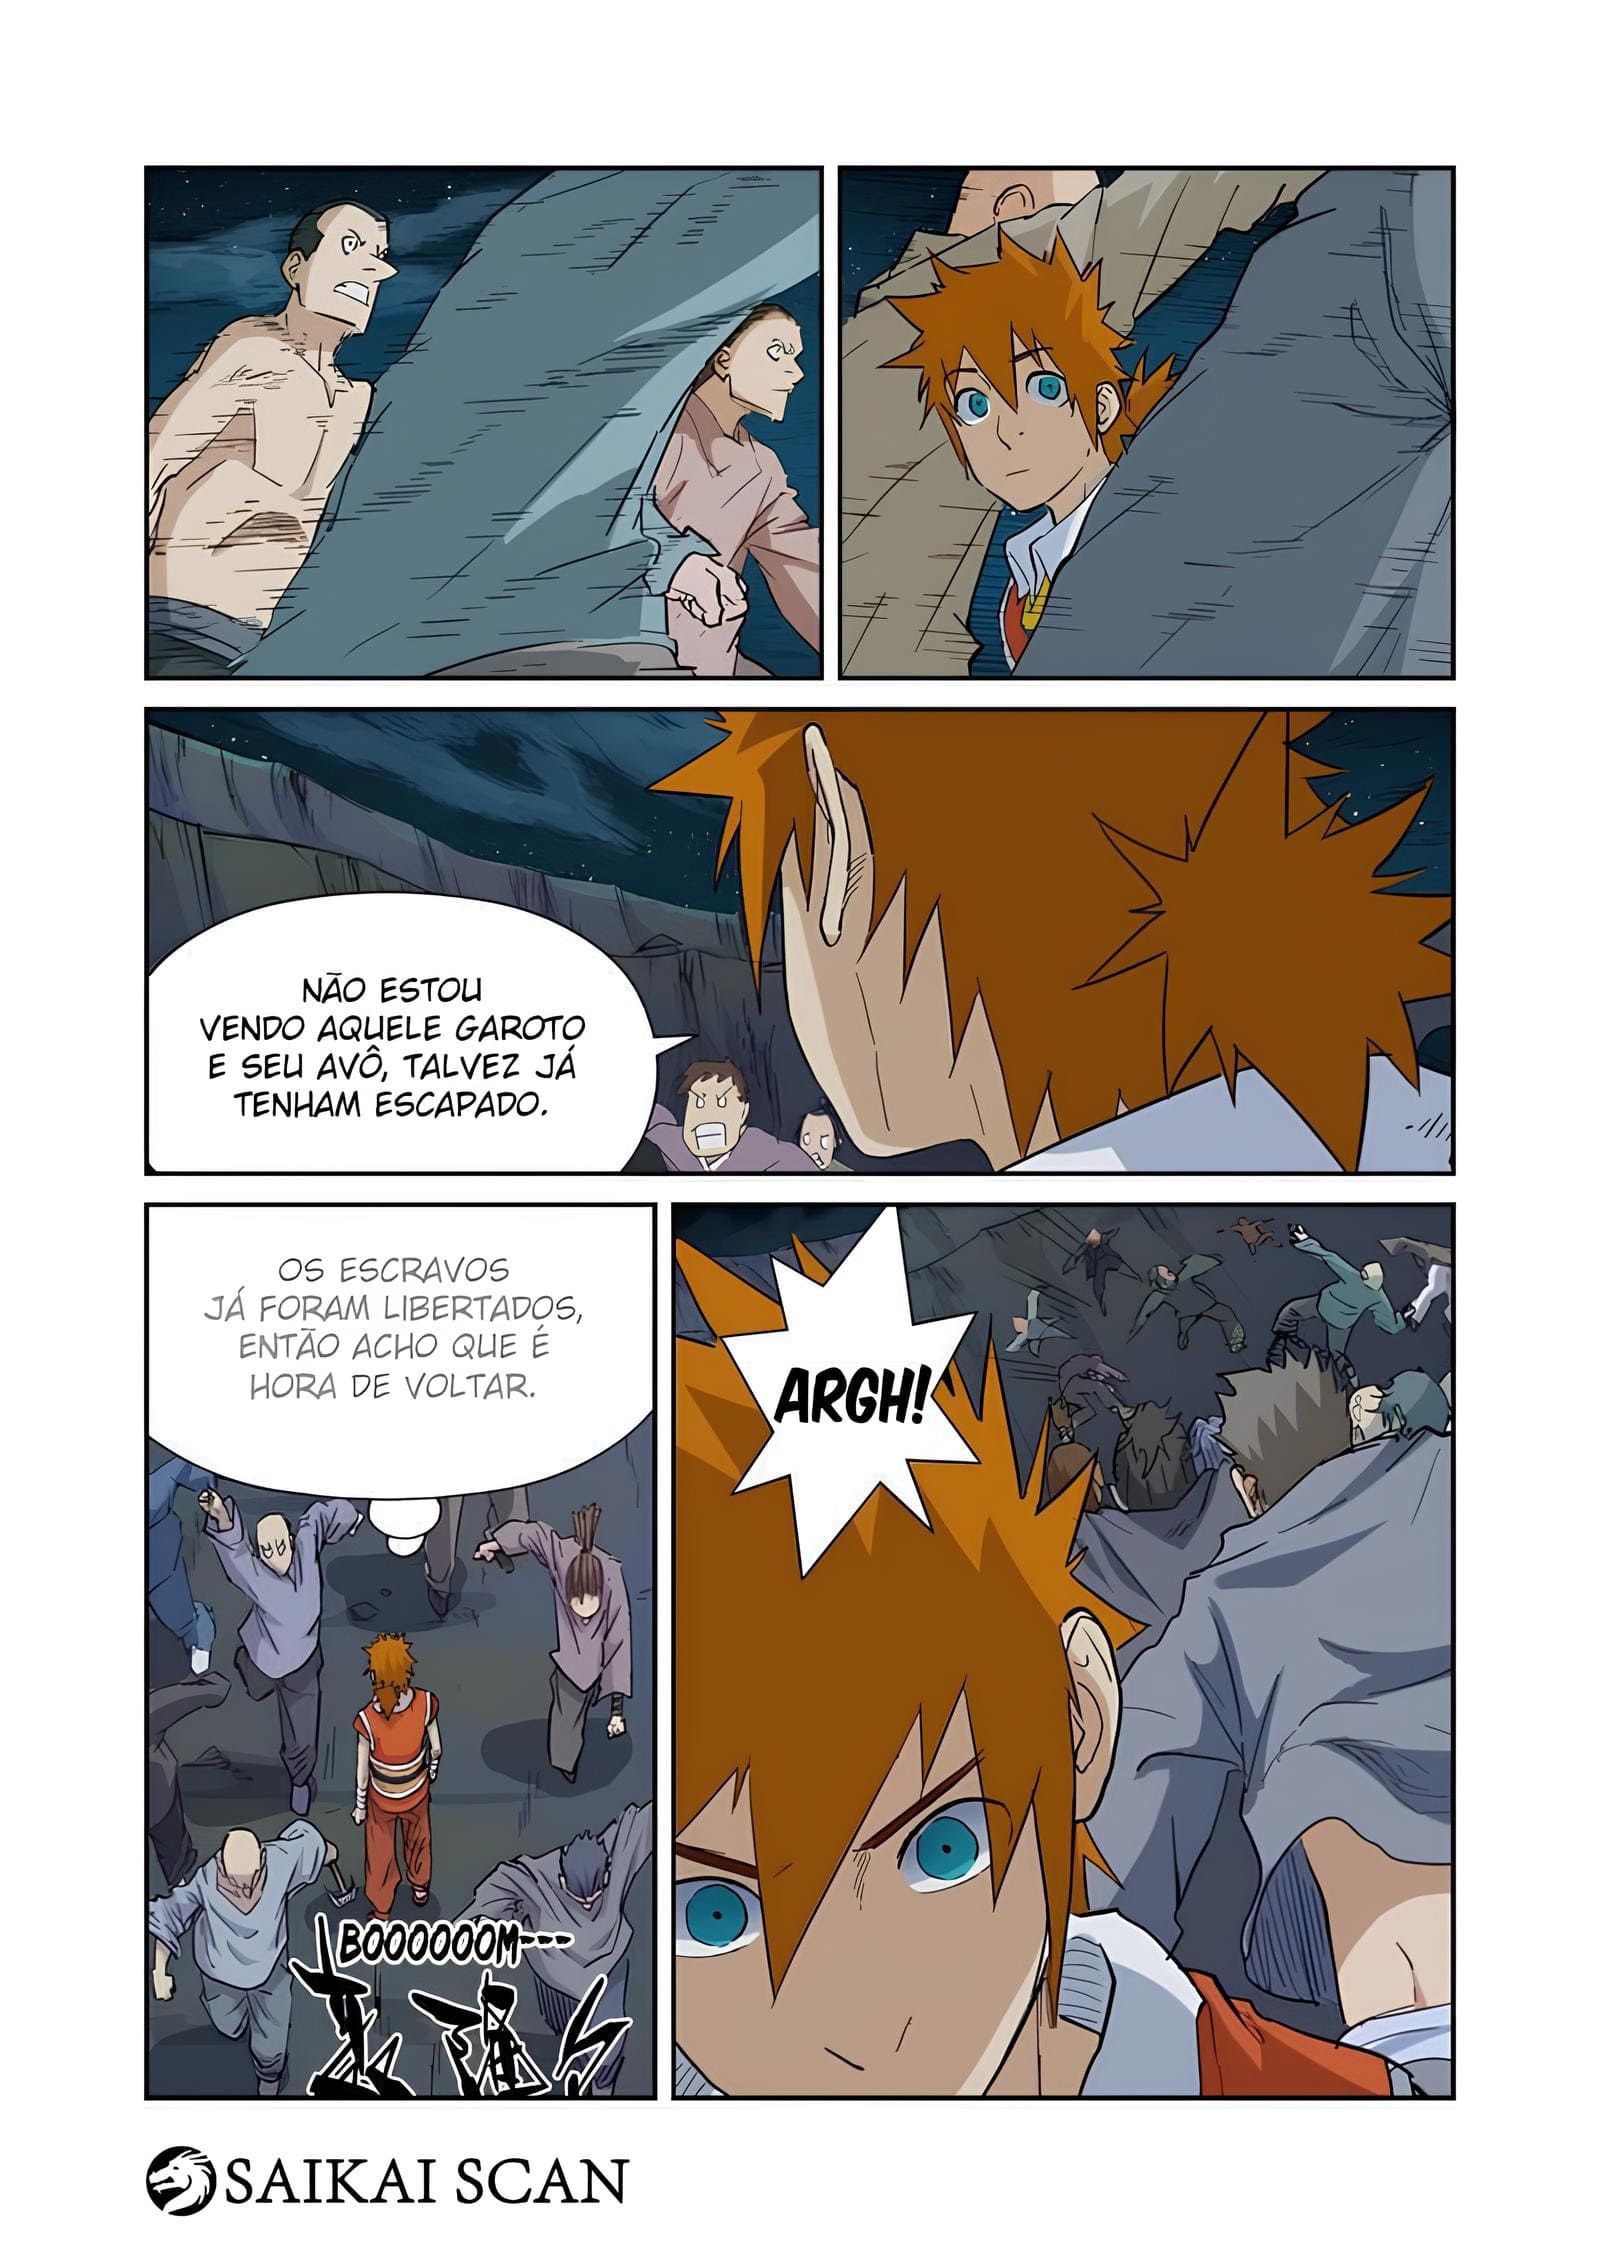 NÃO ESTOU
VENDO AQUELE GAROTO
E SEU AVÔ, TALVEZ JÁ
TENHAM ESCAPADO.
OS ESCRAVOS
JÁ FORAM LIBERTADOS,
ENTÃO ACHO QUE É
HORA DE VOLTAR.
ARGH!
BOOOOOOM---
SAIKAI SCAN